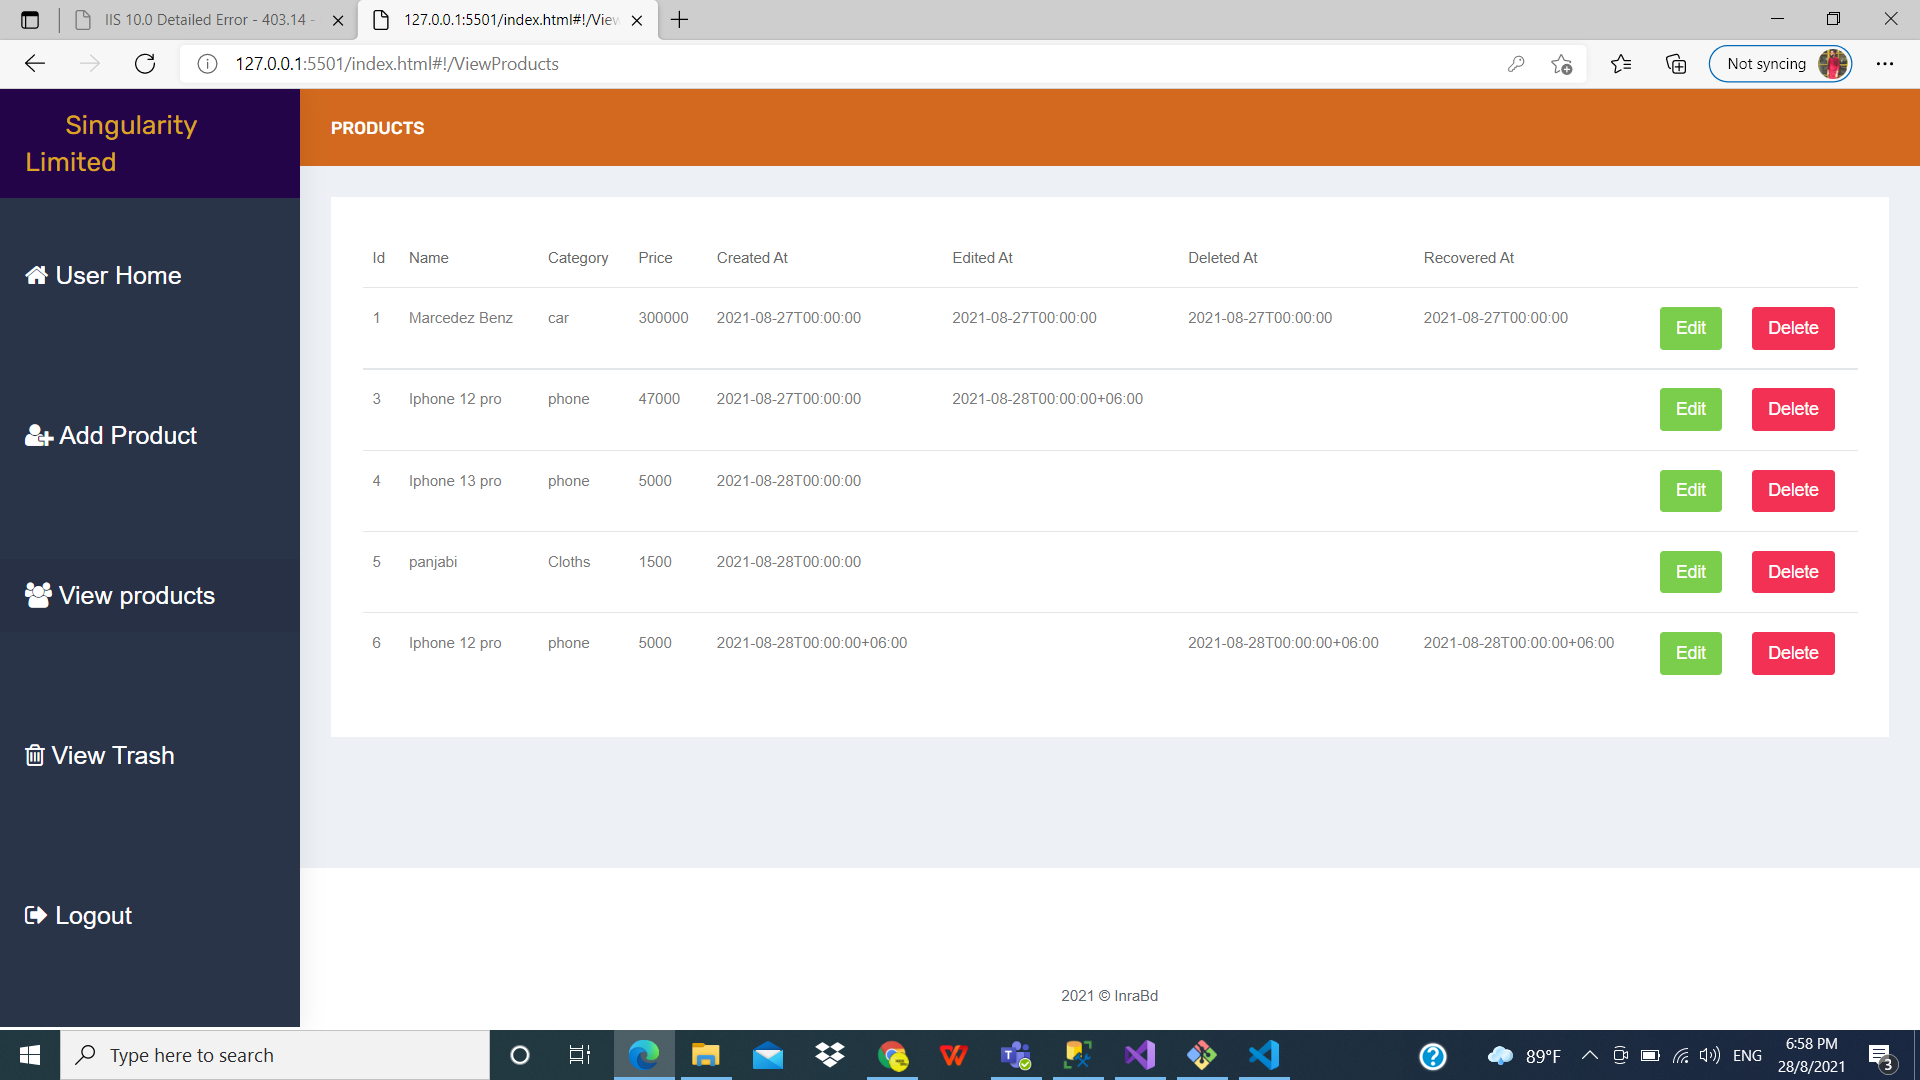 IIS 10.0 Detailed Error - 403.14 -
127.0.0.1:5501/index.html#!/View
127.0.0.1:5501/index.html#!/ViewProducts
Not syncing
Singularity
Limited
User Home
Add Product
View products
View Trash
Logout
PRODUCTS
Id Name Category Price Created At Edited At Deleted At Recovered At
1 Marcedez Benz car 300000 2021-08-27T00:00:00 2021-08-27T00:00:00 2021-08-27T00:00:00 2021-08-27T00:00:00 Edit Delete
3 Iphone 12 pro phone 47000 2021-08-27T00:00:00 2021-08-28T00:00:00+06:00 Edit Delete
4 Iphone 13 pro phone 5000 2021-08-28T00:00:00 Edit Delete
5 panjabi Cloths 1500 2021-08-28T00:00:00 Edit Delete
6 Iphone 12 pro phone 5000 2021-08-28T00:00:00+06:00 2021-08-28T00:00:00+06:00 2021-08-28T00:00:00+06:00 Edit Delete
2021 © InraBd
Type here to search
89°F
ENG
6:58 PM
28/8/2021
3